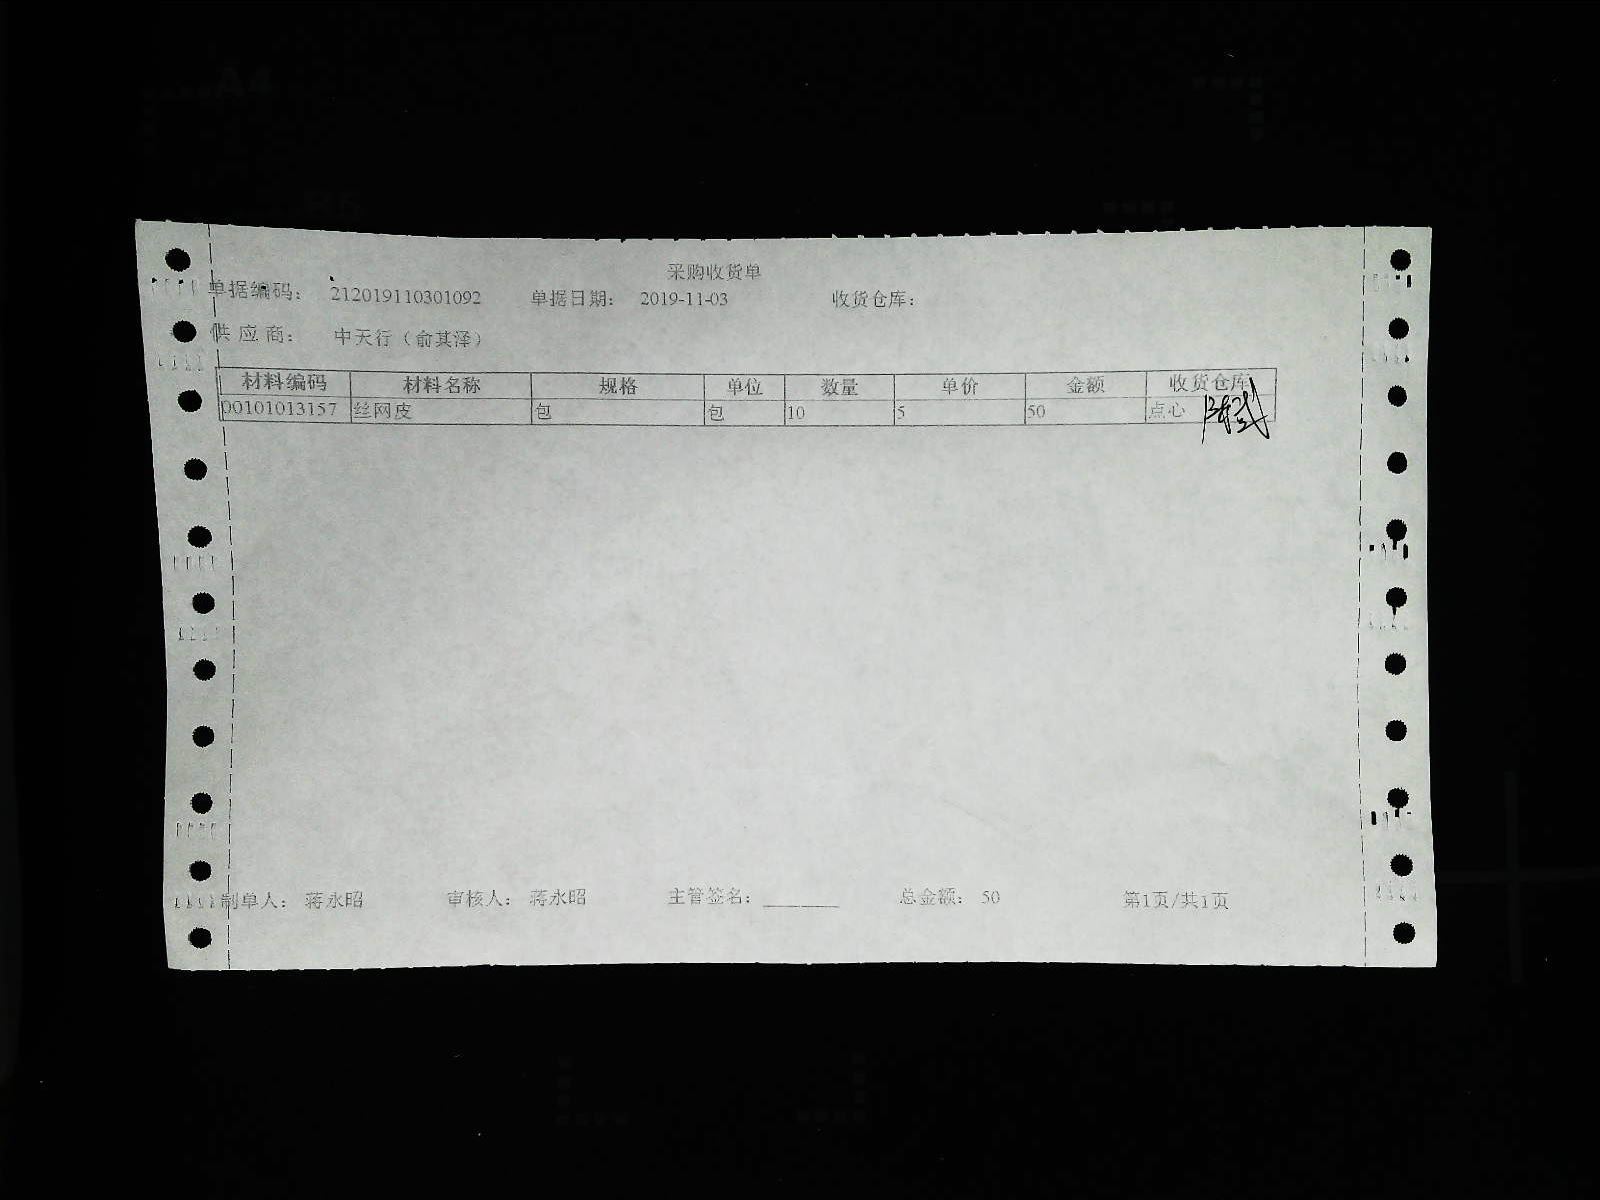 采购收货单
单据编码： 212019110301092 单据日期： 2019-11-03 收货仓库：
供应商： 中天行（俞其泽）
材料编码 材料名称 规格 单位 数量 单价 金额 收货仓库
00101013157 丝网皮 包 包 10 5 50 点心
制单人： 蒋永昭 审核人： 蒋永昭 主管签名：________ 总金额： 50 第1页/共1页